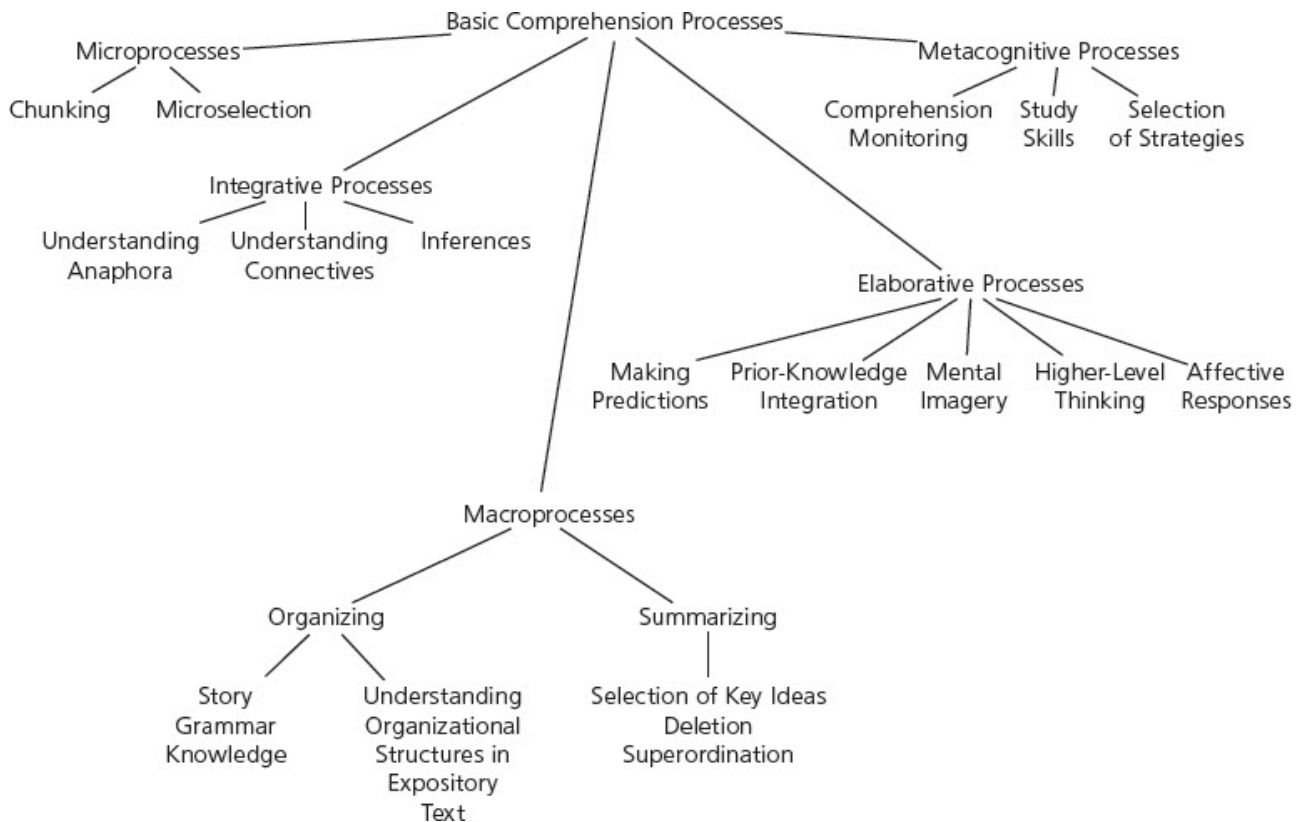 Basic Comprehension Processes
Microprocesses
Chunking
Microselection
Integrative Processes
Understanding
Anaphora
Understanding
Connectives
Inferences
Macroprocesses
Organizing
Story
Grammar
Knowledge
Understanding
Organizational
Structures in
Expository
Text
Summarizing
Selection of Key Ideas
Deletion
Superordination
Elaborative Processes
Making
Predictions
Prior-Knowledge
Integration
Mental
Imagery
Higher-Level
Thinking
Affective
Responses
Metacognitive Processes
Comprehension
Monitoring
Study
Skills
Selection
of Strategies